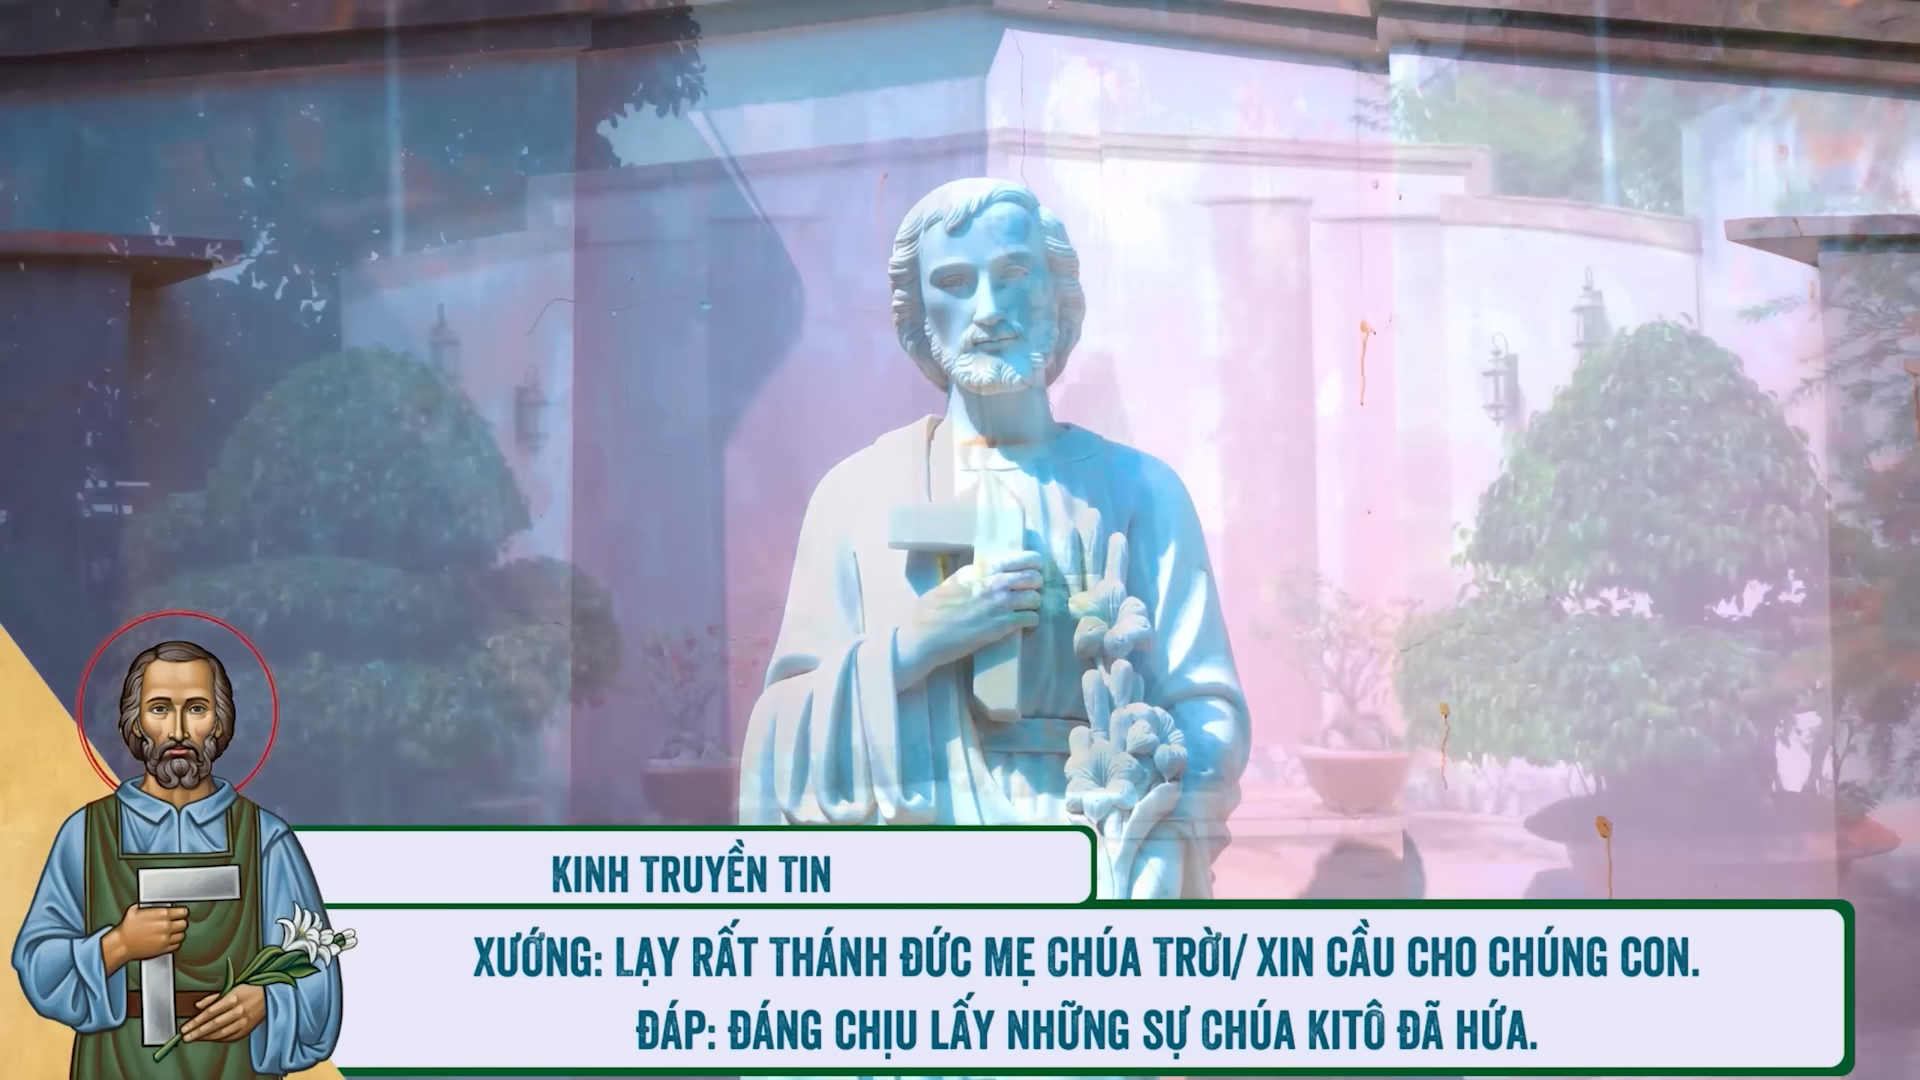 KINH TRUYỀN TIN
XƯỚNG: LẠY RẤT THÁNH ĐỨC MẸ CHÚA TRỜI/ XIN CẦU CHO CHÚNG CON.
ĐÁP: ĐÁNG CHỊU LẤY NHỮNG SỰ CHÚA KITÔ ĐÃ HỨA.